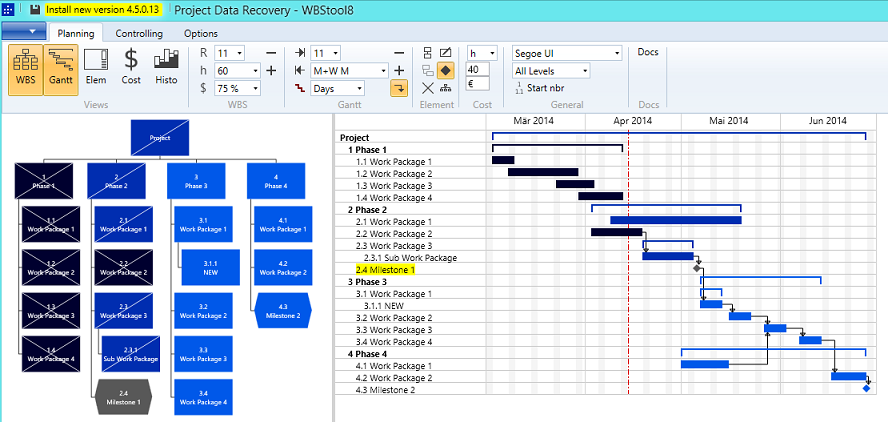 Install new version 4.5.0.13 Project Data Recovery - WBStool8
Planning Controlling Options
WBS Gantt Elem Cost Histo
Views
R 11
h 60
$ 75 %
WBS
11
M+W M
Days
Gantt
Element
h
40
€
Cost
Segoe UI
All Levels
1 1.1 Start nbr
General
Docs
Docs
Project
1 Phase 1
2 Phase 2
3 Phase 3
4 Phase 4
1.1 Work Package 1
2.1 Work Package 1
3.1 Work Package 1
4.1 Work Package 1
1.2 Work Package 2
2.2 Work Package 2
3.1.1 NEW
4.2 Work Package 2
1.3 Work Package 3
2.3 Work Package 3
3.2 Work Package 2
4.3 Milestone 2
1.4 Work Package 4
2.3.1 Sub Work Package
3.3 Work Package 3
2.4 Milestone 1
3.4 Work Package 4
Mär 2014 Apr 2014 Mai 2014 Jun 2014
Project
1 Phase 1
1.1 Work Package 1
1.2 Work Package 2
1.3 Work Package 3
1.4 Work Package 4
2 Phase 2
2.1 Work Package 1
2.2 Work Package 2
2.3 Work Package 3
2.3.1 Sub Work Package
2.4 Milestone 1
3 Phase 3
3.1 Work Package 1
3.1.1 NEW
3.2 Work Package 2
3.3 Work Package 3
3.4 Work Package 4
4 Phase 4
4.1 Work Package 1
4.2 Work Package 2
4.3 Milestone 2